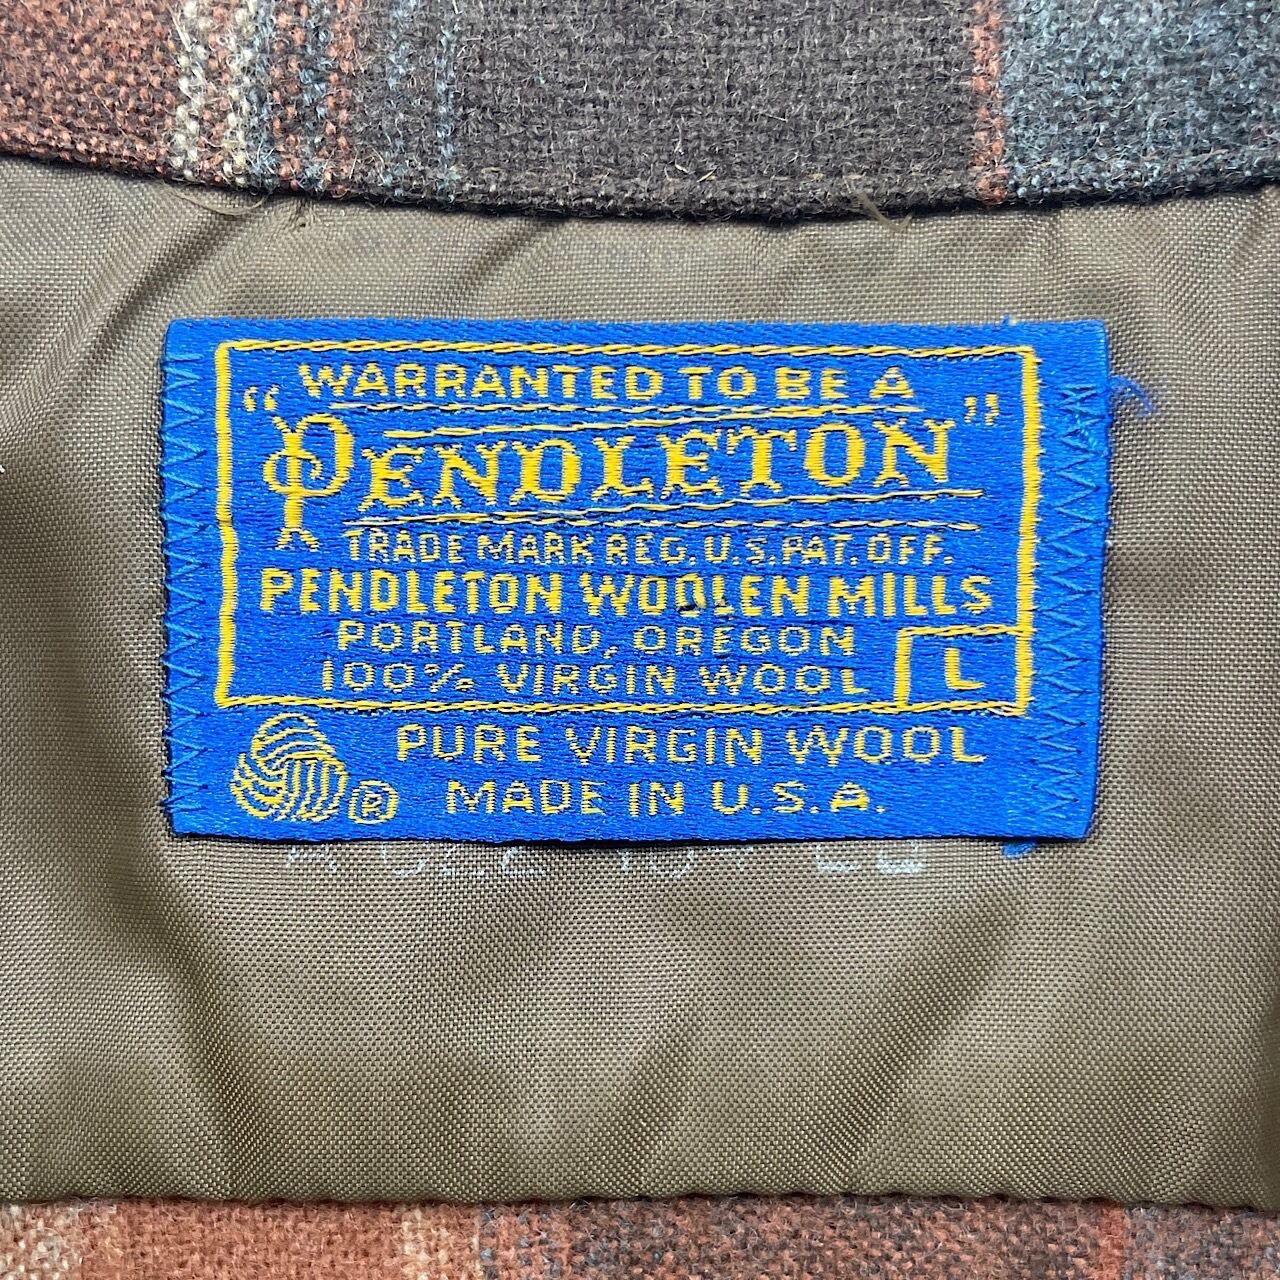 "WARRANTED TO BE A
PENDLETON"
TRADE MARK REG. U.S. PAT. OFF.
PENDLETON WOOLEN MILLS
PORTLAND, OREGON
100% VIRGIN WOOL L
PURE VIRGIN WOOL
® MADE IN U.S.A.